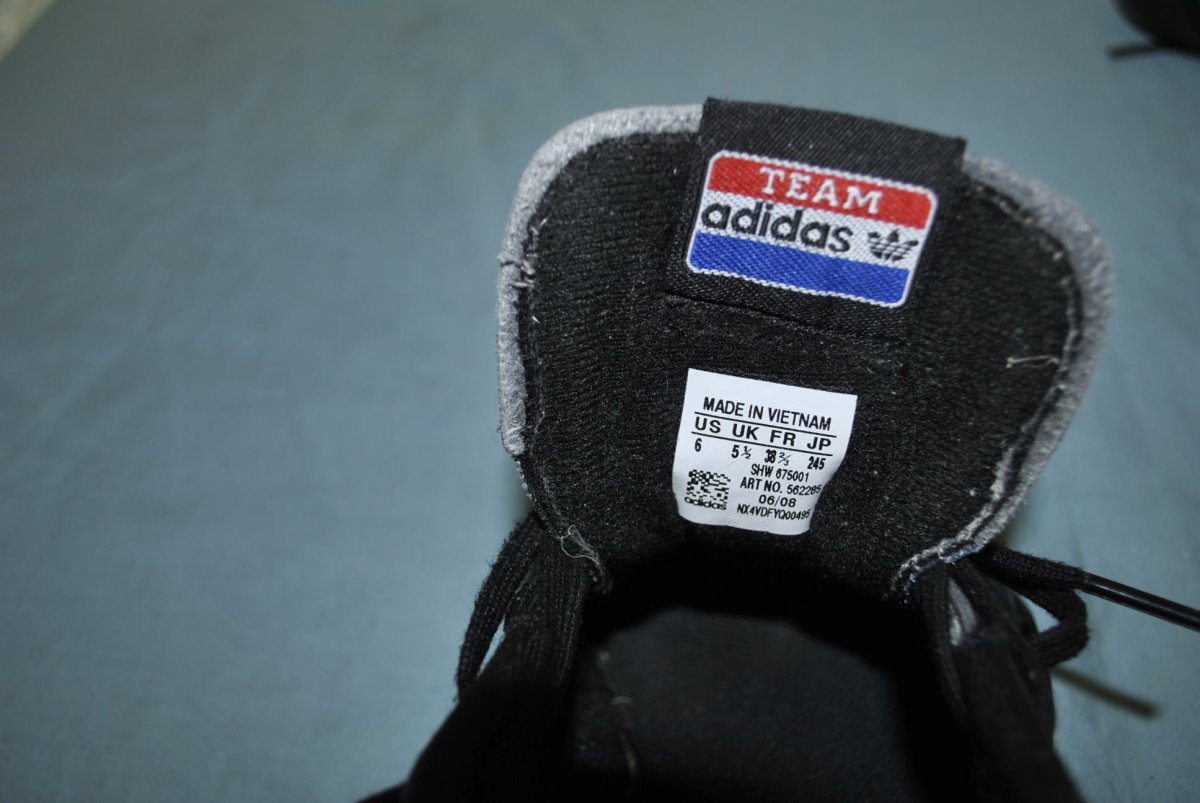 TEAM
adidas
MADE IN VIETNAM
US UK FR JP
6 5½ 38⅔ 245
SHW 675001
ART NO. 562285
06/08
adidas
NX4VDFYQ00495